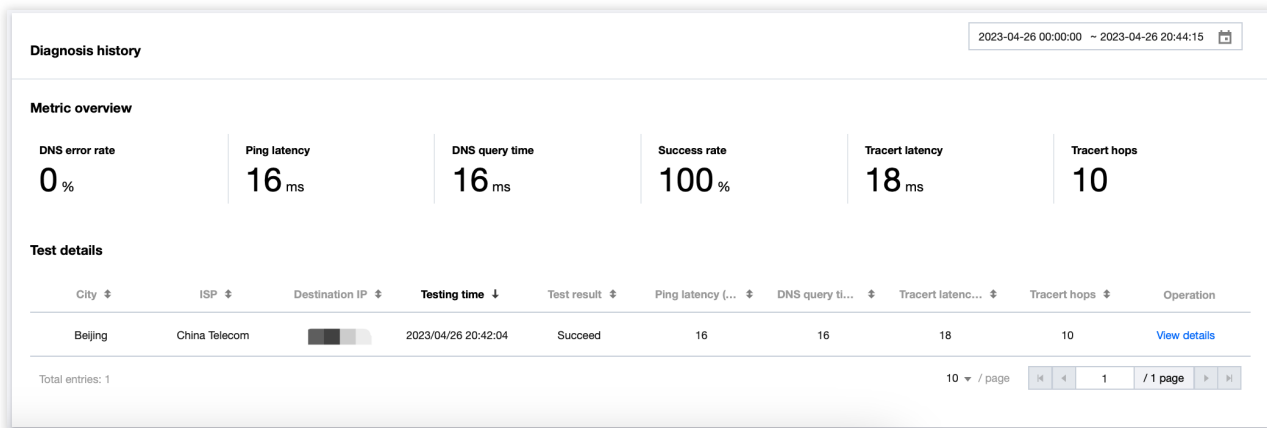 Diagnosis history
2023-04-26 00:00:00 ~ 2023-04-26 20:44:15
Metric overview
DNS error rate Ping latency DNS query time Success rate Tracert latency Tracert hops
0 % 16 ms 16 ms 100 % 18 ms 10
Test details
City ISP Destination IP Testing time Test result Ping latency (... DNS query ti... Tracert latenc... Tracert hops Operation
Beijing China Telecom 2023/04/26 20:42:04 Succeed 16 16 18 10 View details
Total entries: 1 10 / page 1 / 1 page